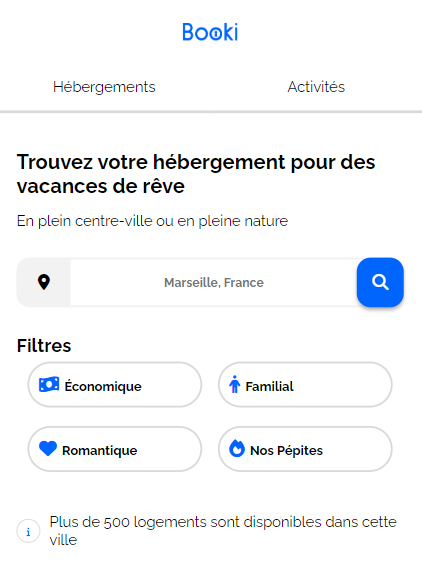 Booki
Hébergements
Activités
Trouvez votre hébergement pour des
vacances de rêve
En plein centre-ville ou en pleine nature
Marseille, France
Filtres
Économique
Familial
Romantique
Nos Pépites
i
Plus de 500 logements sont disponibles dans cette
ville